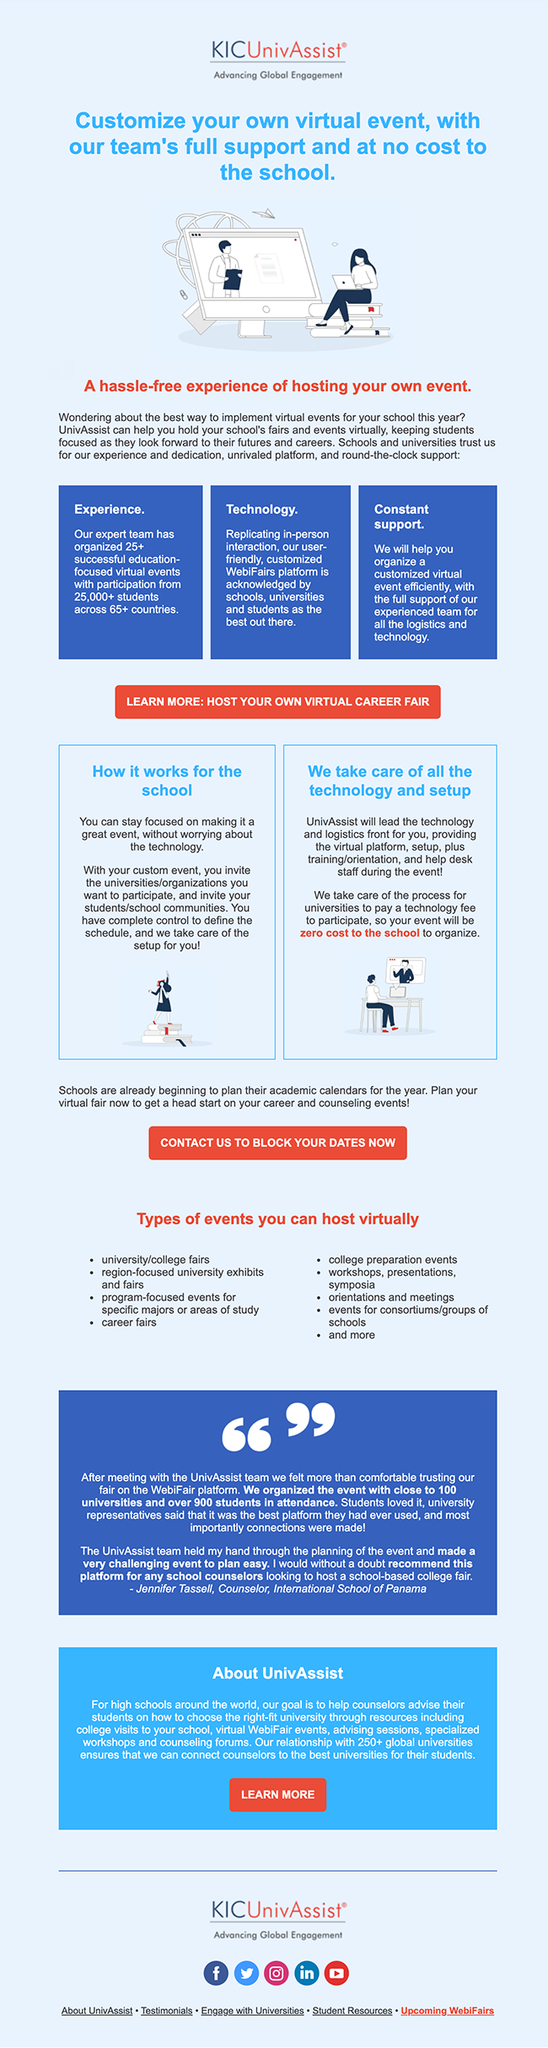 KICUnivAssist®
Advancing Global Engagement
Customize your own virtual event, with
our team's full support and at no cost to
the school.
A hassle-free experience of hosting your own event.
Wondering about the best way to implement virtual events for your school this year?
UnivAssist can help you hold your school's fairs and events virtually, keeping students
focused as they look forward to their futures and careers. Schools and universities trust us
for our experience and dedication, unrivaled platform, and round-the-clock support:
Experience.
Our expert team has
organized 25+
successful education-
focused virtual events
with participation from
25,000+ students
across 65+ countries.
Technology.
Replicating in-person
interaction, our user-
friendly, customized
WebiFairs platform is
acknowledged by
schools, universities
and students as the
best out there.
Constant
support.
We will help you
organize a
customized virtual
event efficiently, with
the full support of our
experienced team for
all the logistics and
technology.
LEARN MORE: HOST YOUR OWN VIRTUAL CAREER FAIR
How it works for the
school
You can stay focused on making it a
great event, without worrying about
the technology.
With your custom event, you invite
the universities/organizations you
want to participate, and invite your
students/school communities. You
have complete control to define the
schedule, and we take care of the
setup for you!
We take care of all the
technology and setup
UnivAssist will lead the technology
and logistics front for you, providing
the virtual platform, setup, plus
training/orientation, and help desk
staff during the event!
We take care of the process for
universities to pay a technology fee
to participate, so your event will be
zero cost to the school to organize.
Schools are already beginning to plan their academic calendars for the year. Plan your
virtual fair now to get a head start on your career and counseling events!
CONTACT US TO BLOCK YOUR DATES NOW
Types of events you can host virtually
• university/college fairs
• region-focused university exhibits
and fairs
• program-focused events for
specific majors or areas of study
• career fairs
• college preparation events
• workshops, presentations,
symposia
• orientations and meetings
• events for consortiums/groups of
schools
• and more
After meeting with the UnivAssist team we felt more than comfortable trusting our
fair on the WebiFair platform. We organized the event with close to 100
universities and over 900 students in attendance. Students loved it, university
representatives said that it was the best platform they had ever used, and most
importantly connections were made!
The UnivAssist team held my hand through the planning of the event and made a
very challenging event to plan easy. I would without a doubt recommend this
platform for any school counselors looking to host a school-based college fair.
- Jennifer Tassell, Counselor, International School of Panama
About UnivAssist
For high schools around the world, our goal is to help counselors advise their
students on how to choose the right-fit university through resources including
college visits to your school, virtual WebiFair events, advising sessions, specialized
workshops and counseling forums. Our relationship with 250+ global universities
ensures that we can connect counselors to the best universities for their students.
LEARN MORE
KICUnivAssist®
Advancing Global Engagement
About UnivAssist • Testimonials • Engage with Universities • Student Resources • Upcoming WebiFairs